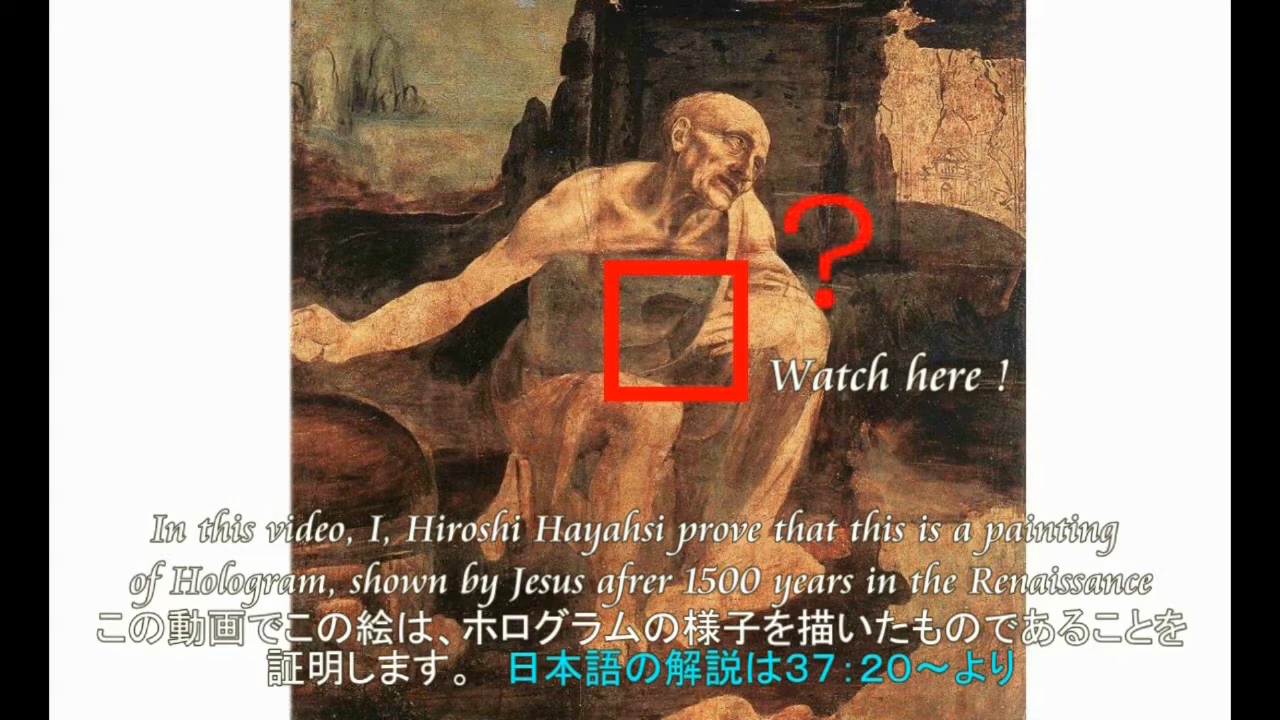 ?
Watch here !
In this video, I, Hiroshi Hayahsi prove that this is a painting
of Hologram, shown by Jesus afrer 1500 years in the Renaissance
この動画でこの絵は、ホログラムの様子を描いたものであることを
証明します。 日本語の解説は37:20～より